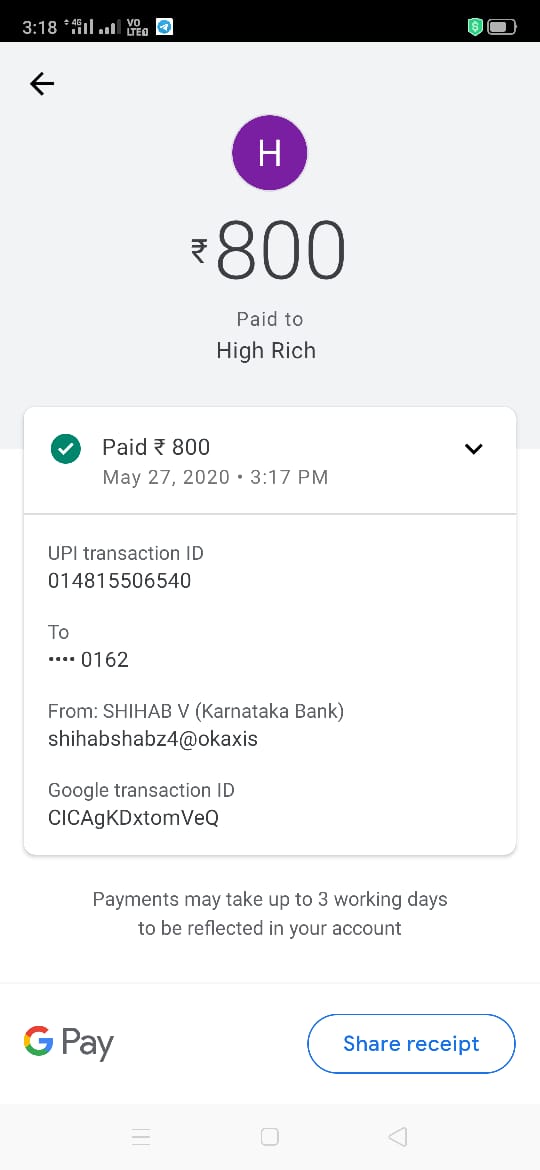 3:18 4G VO LTE
H
₹800
Paid to
High Rich
Paid ₹ 800
May 27, 2020 • 3:17 PM
UPI transaction ID
014815506540
To
•••• 0162
From: SHIHAB V (Karnataka Bank)
shihabshabz4@okaxis
Google transaction ID
CICAgKDxtomVeQ
Payments may take up to 3 working days
to be reflected in your account
G Pay
Share receipt